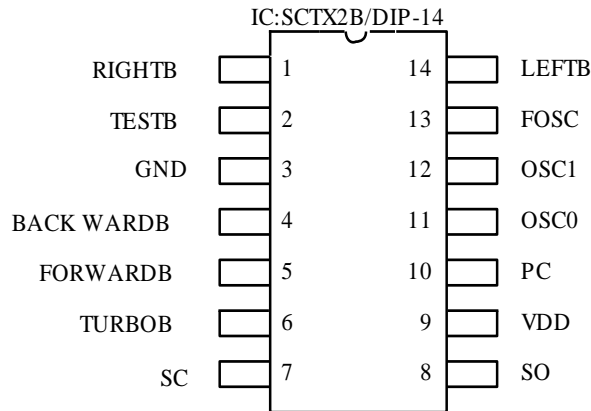 IC:SCTX2B/DIP-14
RIGHTB 1 14 LEFTB
TESTB 2 13 FOSC
GND 3 12 OSC1
BACK WARDB 4 11 OSC0
FORWARDB 5 10 PC
TURBOB 6 9 VDD
SC 7 8 SO